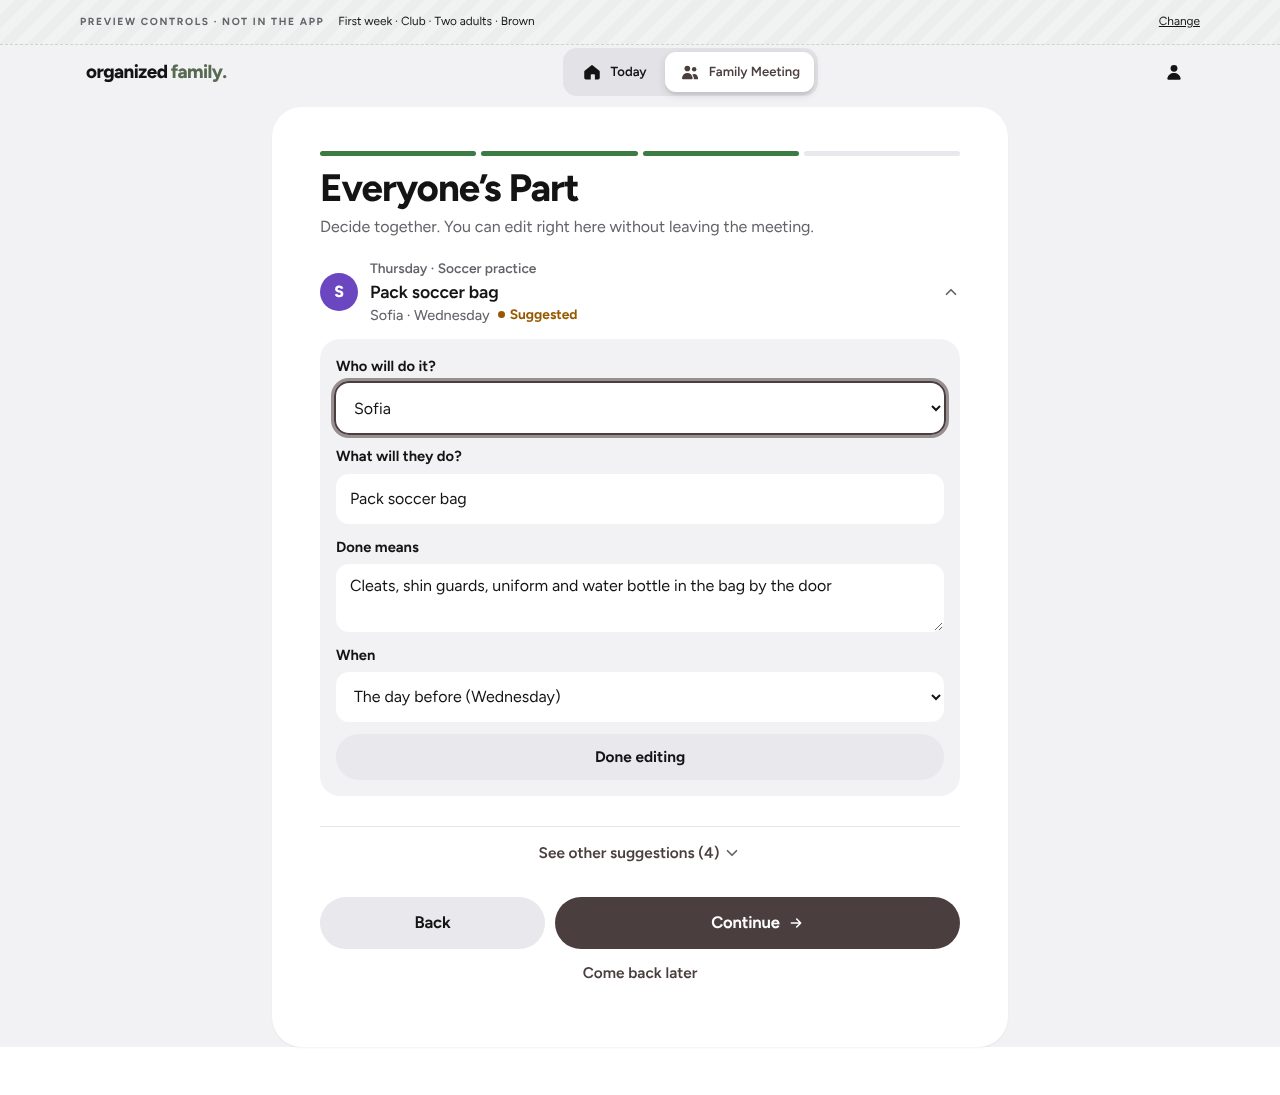 PREVIEW CONTROLS · NOT IN THE APP First week · Club · Two adults · Brown Change
organized family. Today Family Meeting
Everyone’s Part
Decide together. You can edit right here without leaving the meeting.
Thursday · Soccer practice
S Pack soccer bag
Sofia · Wednesday Suggested
Who will do it?
Sofia
What will they do?
Pack soccer bag
Done means
Cleats, shin guards, uniform and water bottle in the bag by the door
When
The day before (Wednesday)
Done editing
See other suggestions (4)
Back Continue →
Come back later